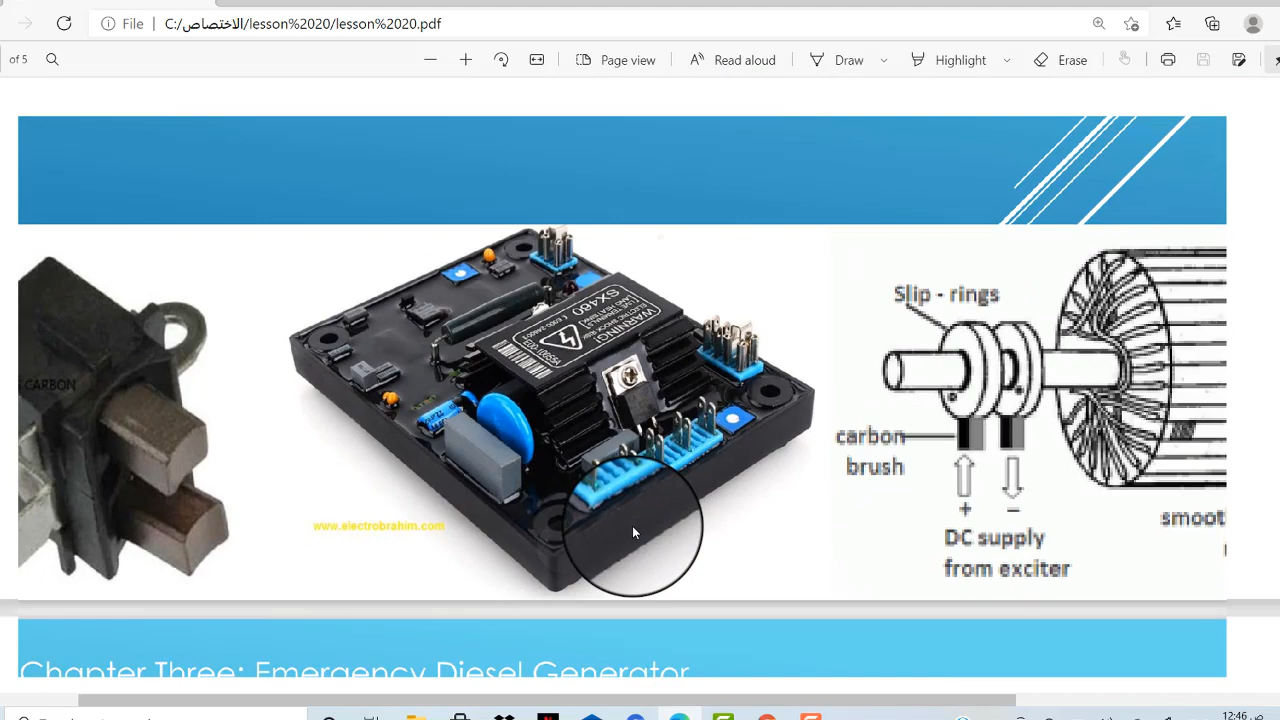 File C:/الاختصاص/lesson%2020/lesson%2020.pdf
of 5
Page view
Read aloud
Draw
Highlight
Erase
CARBON
SX460
WARNING!
www.electrobrahim.com
Slip - rings
carbon
brush
+ −
DC supply
from exciter
smoot
Chapter Three: Emergency Diesel Generator
12:46